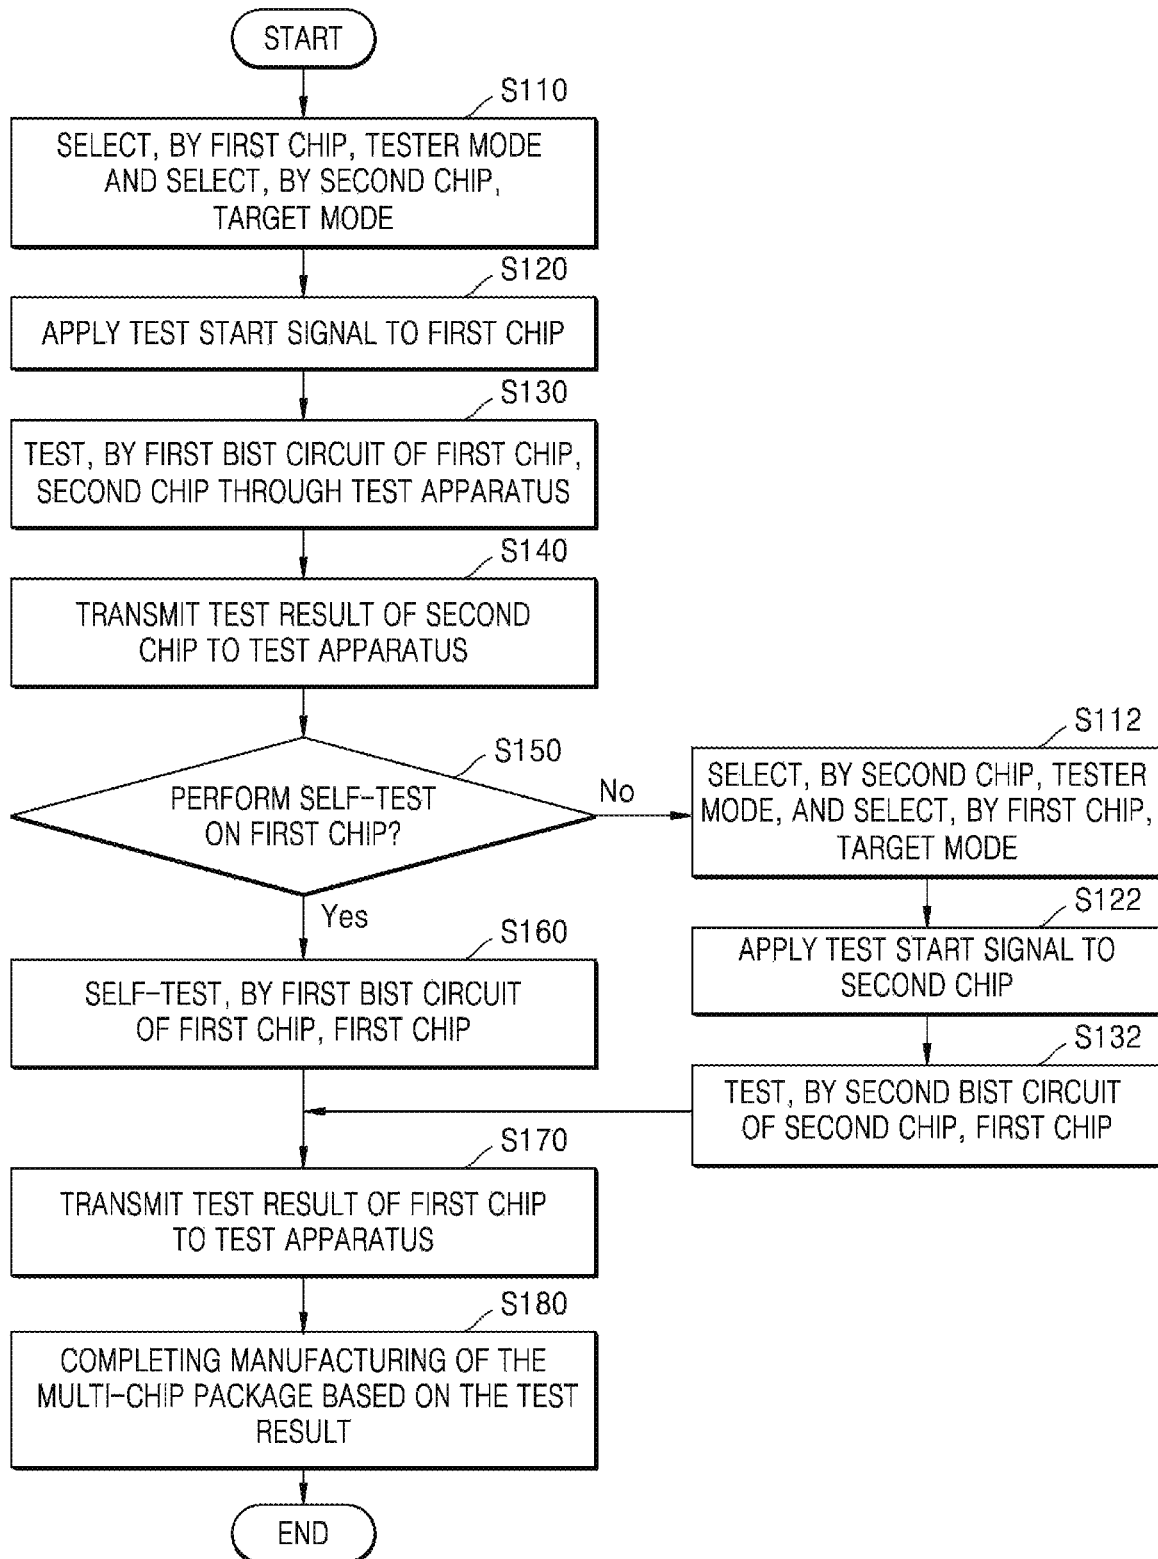 START
S110
SELECT, BY FIRST CHIP, TESTER MODE
AND SELECT, BY SECOND CHIP,
TARGET MODE
S120
APPLY TEST START SIGNAL TO FIRST CHIP
S130
TEST, BY FIRST BIST CIRCUIT OF FIRST CHIP,
SECOND CHIP THROUGH TEST APPARATUS
S140
TRANSMIT TEST RESULT OF SECOND
CHIP TO TEST APPARATUS
S150
PERFORM SELF-TEST
ON FIRST CHIP?
No
Yes
S112
SELECT, BY SECOND CHIP, TESTER
MODE, AND SELECT, BY FIRST CHIP,
TARGET MODE
S122
APPLY TEST START SIGNAL TO
SECOND CHIP
S132
TEST, BY SECOND BIST CIRCUIT
OF SECOND CHIP, FIRST CHIP
S160
SELF-TEST, BY FIRST BIST CIRCUIT
OF FIRST CHIP, FIRST CHIP
S170
TRANSMIT TEST RESULT OF FIRST CHIP
TO TEST APPARATUS
S180
COMPLETING MANUFACTURING OF THE
MULTI-CHIP PACKAGE BASED ON THE TEST
RESULT
END